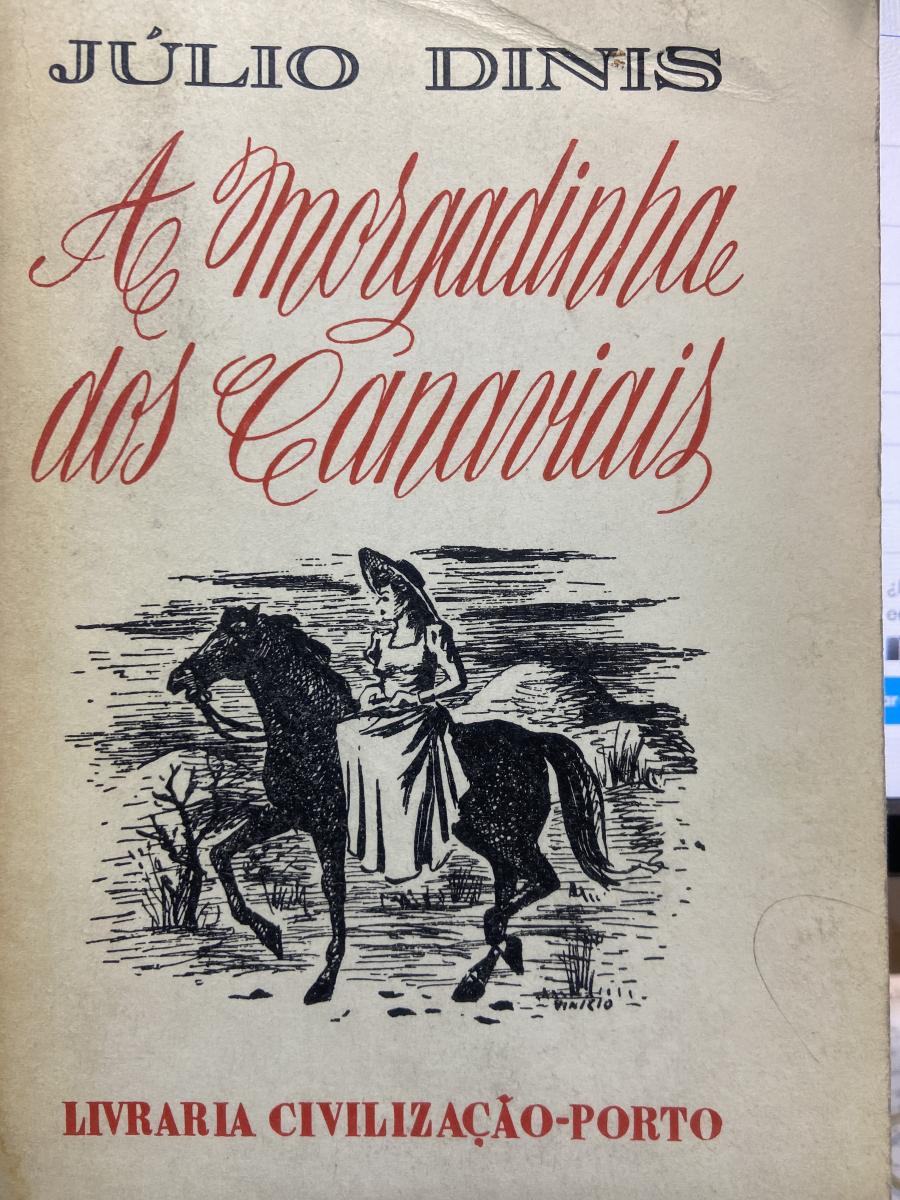 JÚLIO DINIS
A Morgadinha
dos Canaviais
VINICIO
LIVRARIA CIVILIZAÇÃO-PORTO